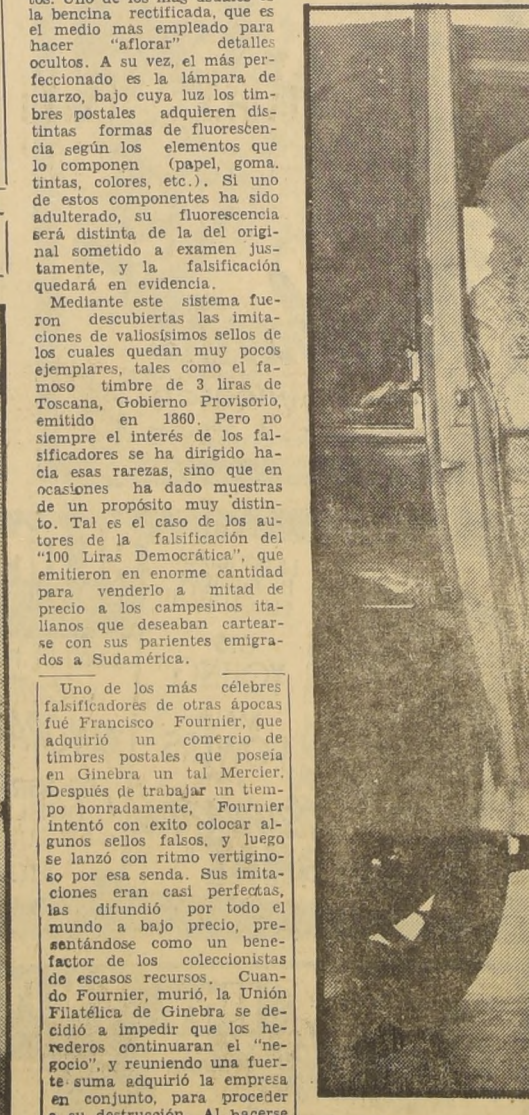 la bencina rectificada, que es
el medio mas empleado para
hacer "aflorar" detalles
ocultos. A su vez, el más per-
feccionado es la lámpara de
cuarzo, bajo cuya luz los tim-
bres postales adquieren dis-
tintas formas de fluorescen-
cia según los elementos que
lo componen (papel, goma.
tintas, colores, etc.). Si uno
de estos componentes ha sido
adulterado, su fluorescencia
será distinta de la del origi-
nal sometido a examen jus-
tamente, y la falsificación
quedará en evidencia.
Mediante este sistema fue-
ron descubiertas las imita-
ciones de valiosísimos sellos de
los cuales quedan muy pocos
ejemplares, tales como el fa-
moso timbre de 3 liras de
Toscana, Gobierno Provisorio,
emitido en 1860. Pero no
siempre el interés de los fal-
sificadores se ha dirigido ha-
cia esas rarezas, sino que en
ocasiones ha dado muestras
de un propósito muy distin-
to. Tal es el caso de los au-
tores de la falsificación del
"100 Liras Democrática", que
emitieron en enorme cantidad
para venderlo a mitad de
precio a los campesinos ita-
lianos que deseaban cartear-
se con sus parientes emigra-
dos a Sudamérica.
Uno de los más célebres
falsificadores de otras ápocas
fué Francisco Fournier, que
adquirió un comercio de
timbres postales que poseía
en Ginebra un tal Mercier.
Después de trabajar un tiem-
po honradamente, Fournier
intentó con exito colocar al-
gunos sellos falsos, y luego
se lanzó con ritmo vertigino-
so por esa senda. Sus imita-
ciones eran casi perfectas,
las difundió por todo el
mundo a bajo precio, pre-
sentándose como un bene-
factor de los coleccionistas
de escasos recursos. Cuan-
do Fournier, murió, la Unión
Filatélica de Ginebra se de-
cidió a impedir que los he-
rederos continuaran el "ne-
gocio", y reuniendo una fuer-
te suma adquirió la empresa
en conjunto, para proceder
a su destrucción. Al hacerse